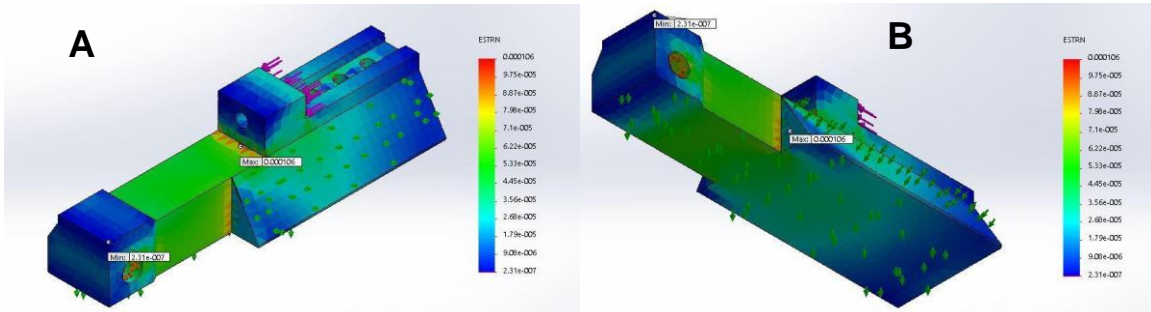 A
Min: 2.31e-007
Max: 0.000106
ESTRN
0.000106
9.75e-005
8.87e-005
7.98e-005
7.1e-005
6.22e-005
5.33e-005
4.45e-005
3.56e-005
2.68e-005
1.79e-005
9.08e-006
2.31e-007
B
Min: 2.31e-007
Max: 0.000106
ESTRN
0.000106
9.75e-005
8.87e-005
7.98e-005
7.1e-005
6.22e-005
5.33e-005
4.45e-005
3.56e-005
2.68e-005
1.79e-005
9.06e-006
2.31e-007